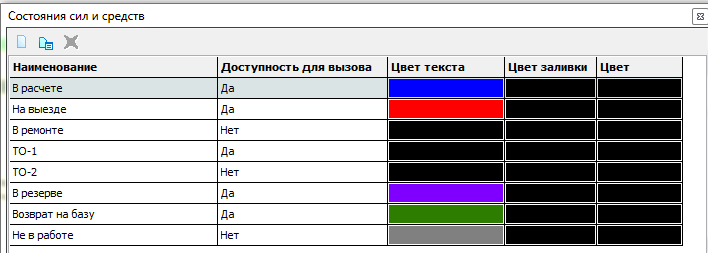 Состояния сил и средств
Наименование Доступность для вызова Цвет текста Цвет заливки Цвет
В расчете Да
На выезде Да
В ремонте Нет
ТО-1 Да
ТО-2 Нет
В резерве Да
Возврат на базу Да
Не в работе Нет